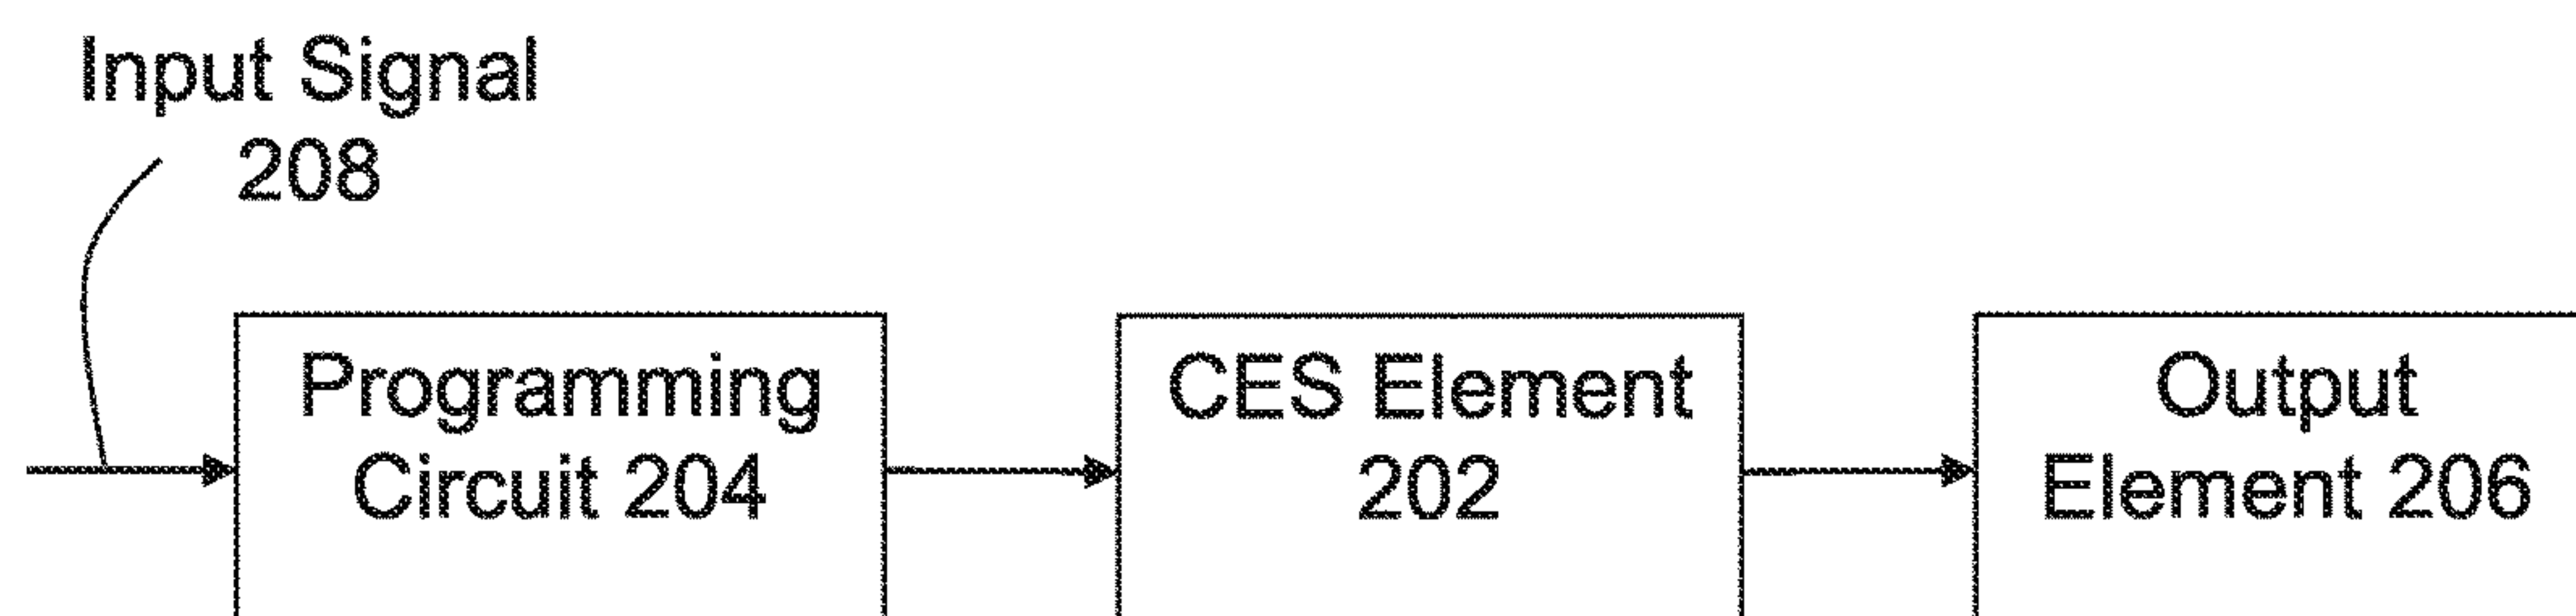 Input Signal
208
Programming
Circuit 204
CES Element
202
Output
Element 206